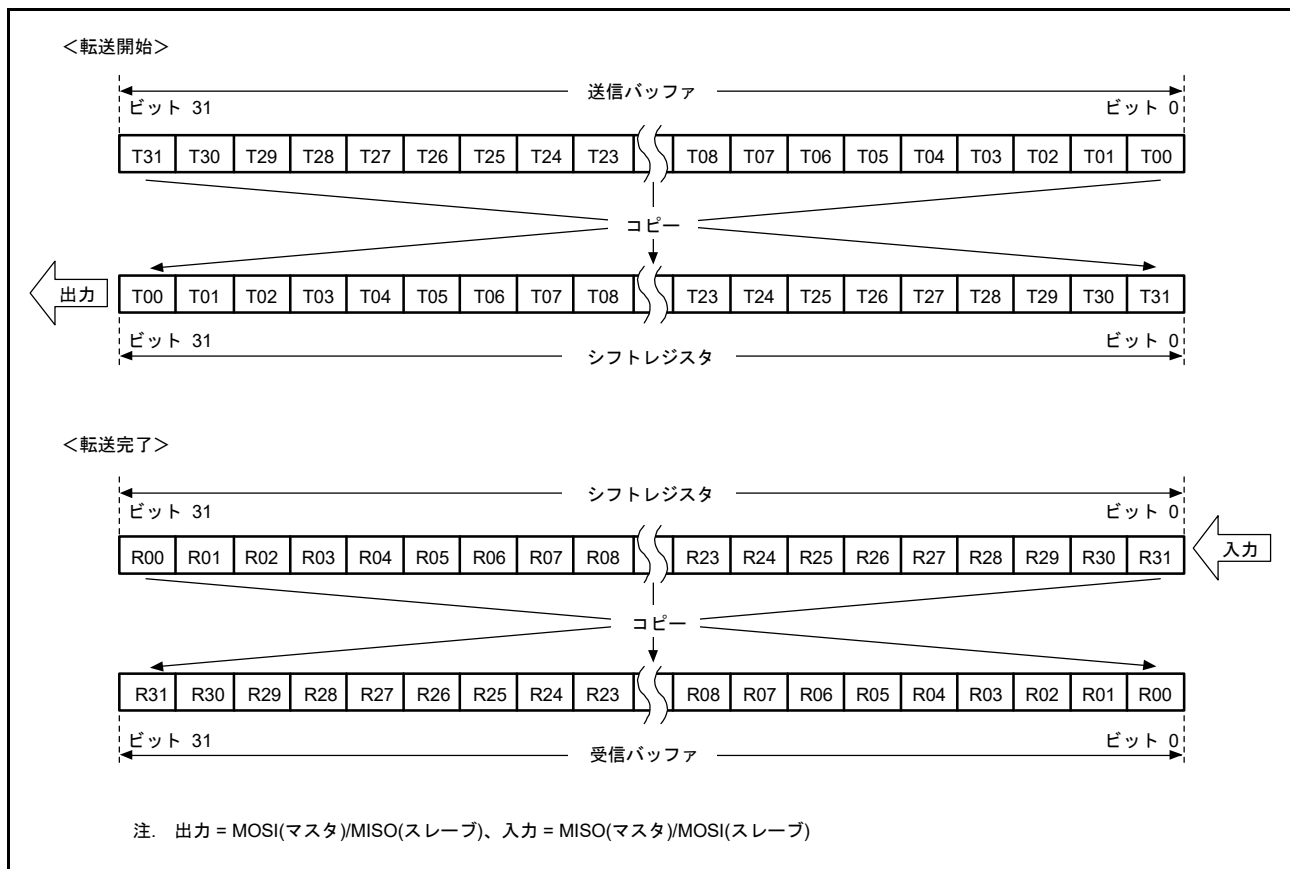 ＜転送開始＞
送信バッファ
ビット 31 ビット 0
T31 T30 T29 T28 T27 T26 T25 T24 T23 T08 T07 T06 T05 T04 T03 T02 T01 T00
コピー
出力 T00 T01 T02 T03 T04 T05 T06 T07 T08 T23 T24 T25 T26 T27 T28 T29 T30 T31
ビット 31 ビット 0
シフトレジスタ
＜転送完了＞
シフトレジスタ
ビット 31 ビット 0
R00 R01 R02 R03 R04 R05 R06 R07 R08 R23 R24 R25 R26 R27 R28 R29 R30 R31 入力
コピー
R31 R30 R29 R28 R27 R26 R25 R24 R23 R08 R07 R06 R05 R04 R03 R02 R01 R00
ビット 31 ビット 0
受信バッファ
注. 出力 = MOSI(マスタ)/MISO(スレーブ)、入力 = MISO(マスタ)/MOSI(スレーブ)